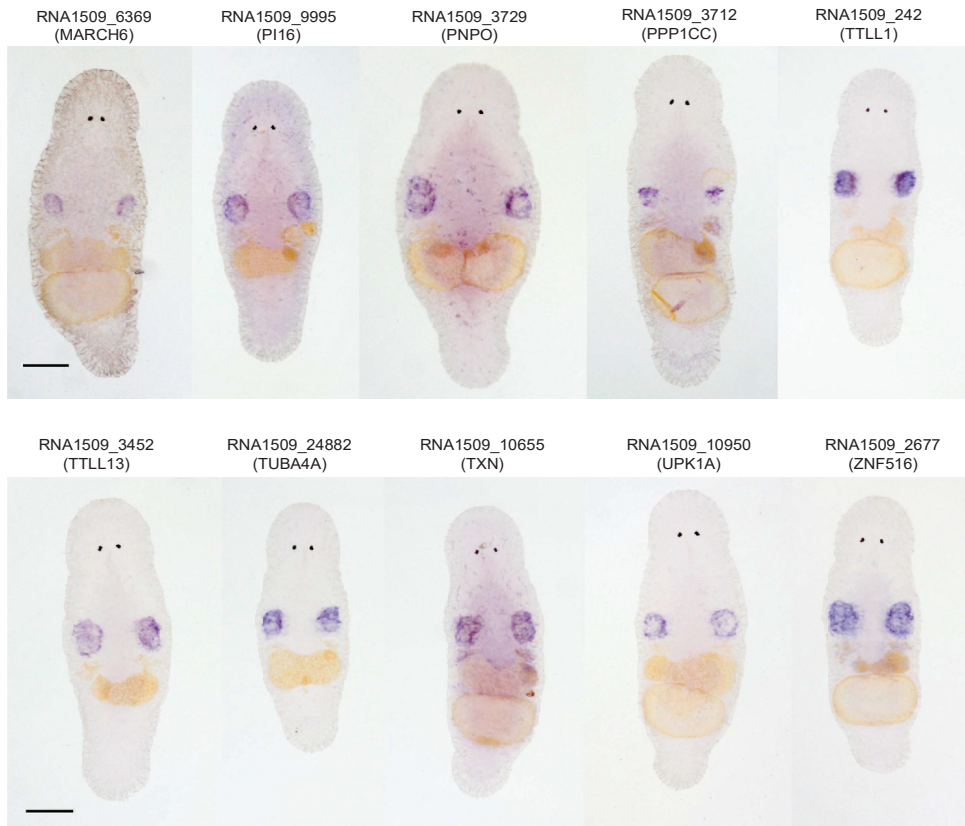 RNA1509_6369
(MARCH6)
RNA1509_9995
(PI16)
RNA1509_3729
(PNPO)
RNA1509_3712
(PPP1CC)
RNA1509_242
(TTLL1)
RNA1509_3452
(TTLL13)
RNA1509_24882
(TUBA4A)
RNA1509_10655
(TXN)
RNA1509_10950
(UPK1A)
RNA1509_2677
(ZNF516)